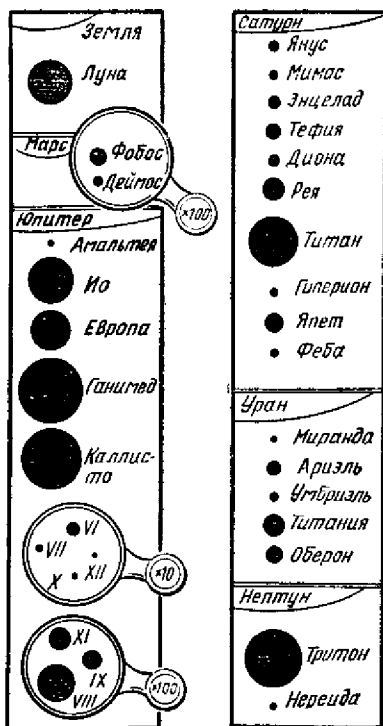 Земля
Луна
Марс
Фобос
Деймос
×100
Юпитер
Амальтея
Ио
Европа
Ганимед
Каллис-
то
VI
VII
XII
X
×10
XI
IX
VIII
×100
Сатурн
Янус
Мимас
Энцелад
Тефия
Диона
Рея
Титан
Гиперион
Япет
Феба
Уран
Миранда
Ариэль
Умбриэль
Титания
Оберон
Нептун
Тритон
Нереида